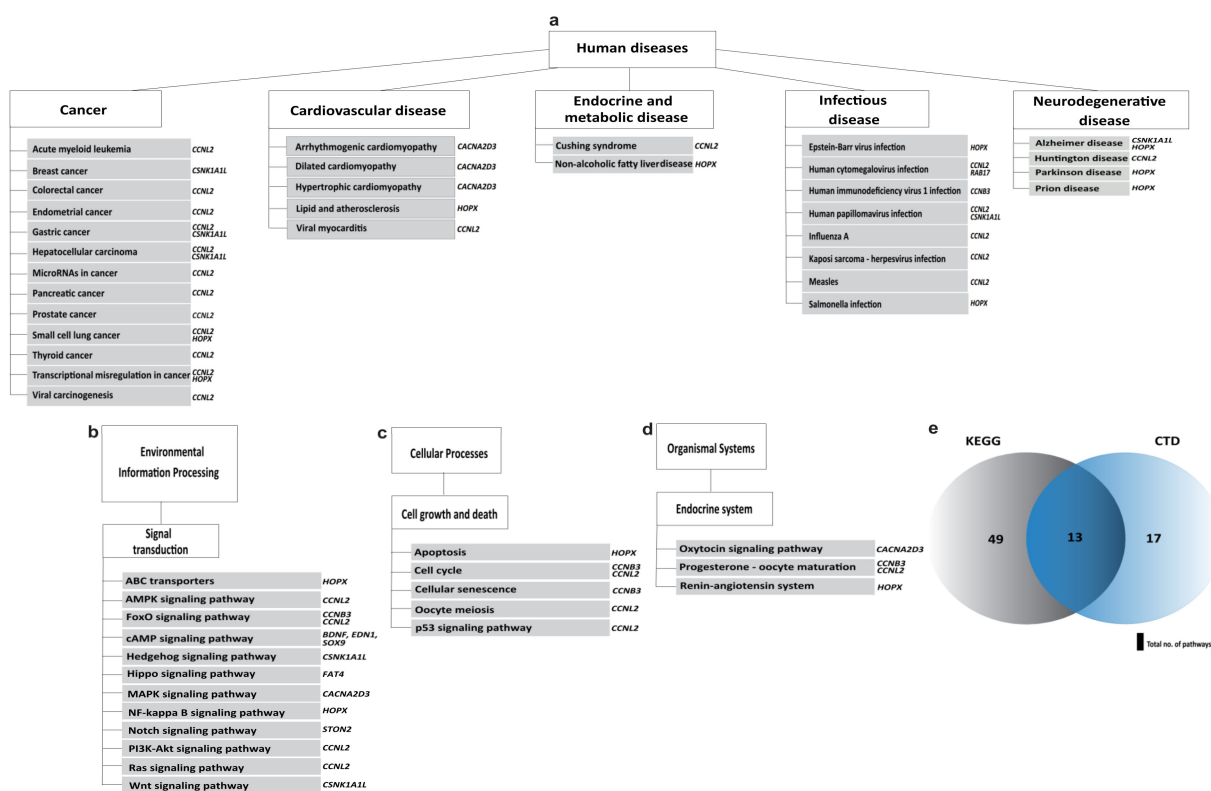 a
Human diseases
Cancer
Acute myeloid leukemia CCNL2
Breast cancer CSNK1A1L
Colorectal cancer CCNL2
Endometrial cancer CCNL2
Gastric cancer CCNL2
CSNK1A1L
Hepatocellular carcinoma CCNL2
CSNK1A1L
MicroRNAs in cancer CCNL2
Pancreatic cancer CCNL2
Prostate cancer CCNL2
Small cell lung cancer CCNL2
HOPX
Thyroid cancer CCNL2
Transcriptional misregulation in cancer CCNL2
HOPX
Viral carcinogenesis CCNL2
Cardiovascular disease
Arrhythmogenic cardiomyopathy CACNA2D3
Dilated cardiomyopathy CACNA2D3
Hypertrophic cardiomyopathy CACNA2D3
Lipid and atherosclerosis HOPX
Viral myocarditis CCNL2
Endocrine and
metabolic disease
Cushing syndrome CCNL2
Non-alcoholic fatty liverdisease HOPX
Infectious
disease
Epstein-Barr virus infection HOPX
Human cytomegalovirus infection CCNL2
RAB17
Human immunodeficiency virus 1 infection CCNB3
Human papillomavirus infection CCNL2
CSNK1A1L
Influenza A CCNL2
Kaposi sarcoma - herpesvirus infection CCNL2
Measles CCNL2
Salmonella infection HOPX
Neurodegenerative
disease
Alzheimer disease CSNK1A1L
HOPX
Huntington disease CCNL2
Parkinson disease HOPX
Prion disease HOPX
b
Environmental
Information Processing
Signal
transduction
ABC transporters HOPX
AMPK signaling pathway CCNL2
FoxO signaling pathway CCNB3
CCNL2
cAMP signaling pathway BDNF, EDN1,
SOX9
Hedgehog signaling pathway CSNK1A1L
Hippo signaling pathway FAT4
MAPK signaling pathway CACNA2D3
NF-kappa B signaling pathway HOPX
Notch signaling pathway STON2
PI3K-Akt signaling pathway CCNL2
Ras signaling pathway CCNL2
Wnt signaling pathway CSNK1A1L
c
Cellular Processes
Cell growth and death
Apoptosis HOPX
Cell cycle CCNB3
CCNL2
Cellular senescence CCNB3
Oocyte meiosis CCNL2
p53 signaling pathway CCNL2
d
Organismal Systems
Endocrine system
Oxytocin signaling pathway CACNA2D3
Progesterone - oocyte maturation CCNB3
CCNL2
Renin-angiotensin system HOPX
e
KEGG CTD
49 13 17
Total no. of pathways